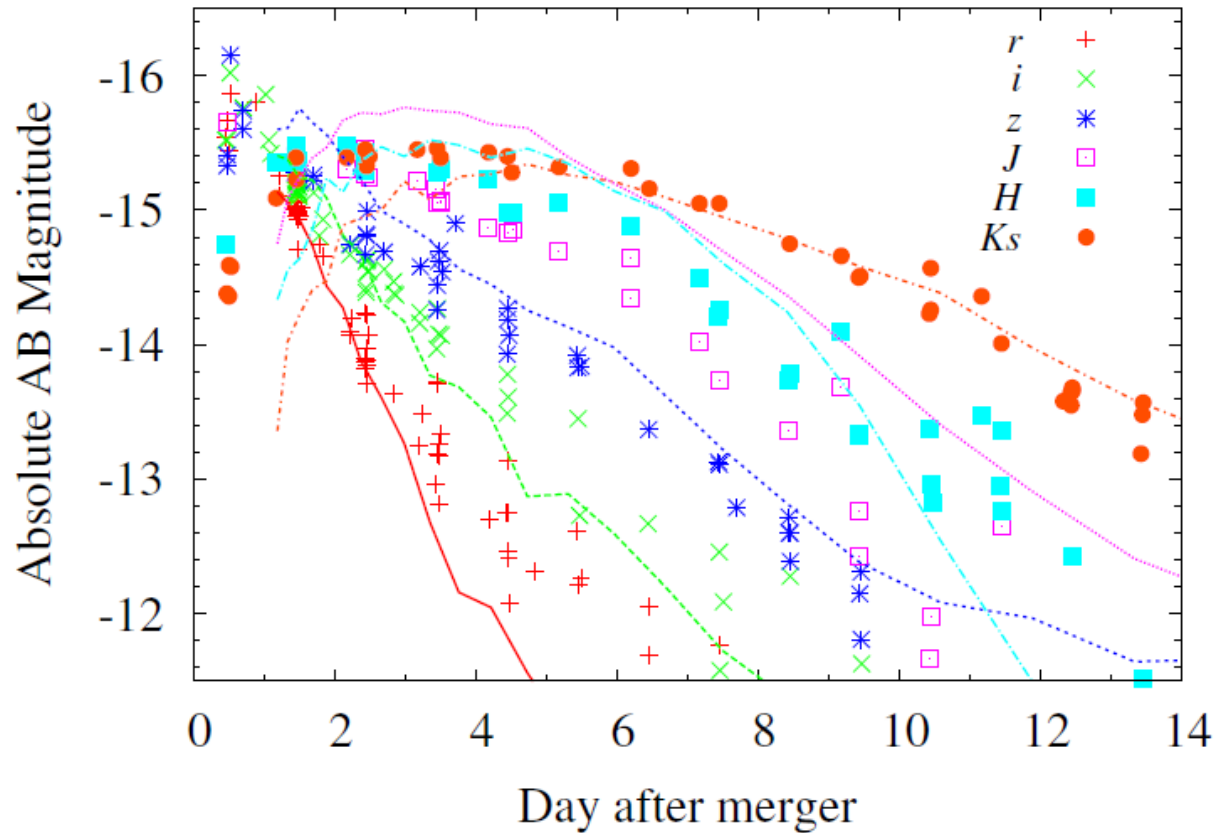 Absolute AB Magnitude
-16
-15
-14
-13
-12
0 2 4 6 8 10 12 14
Day after merger
r
i
z
J
H
Ks